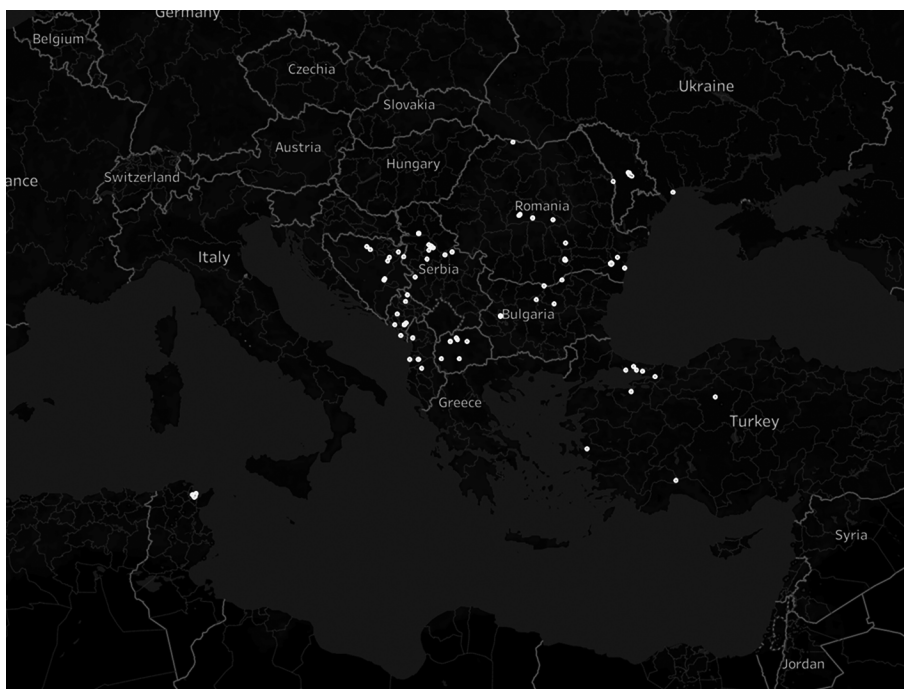 Germany
Belgium
Czechia
Ukraine
Slovakia
Austria
Hungary
Switzerland
ance
Romania
Italy
Serbia
Bulgaria
Greece
Turkey
Syria
Jordan